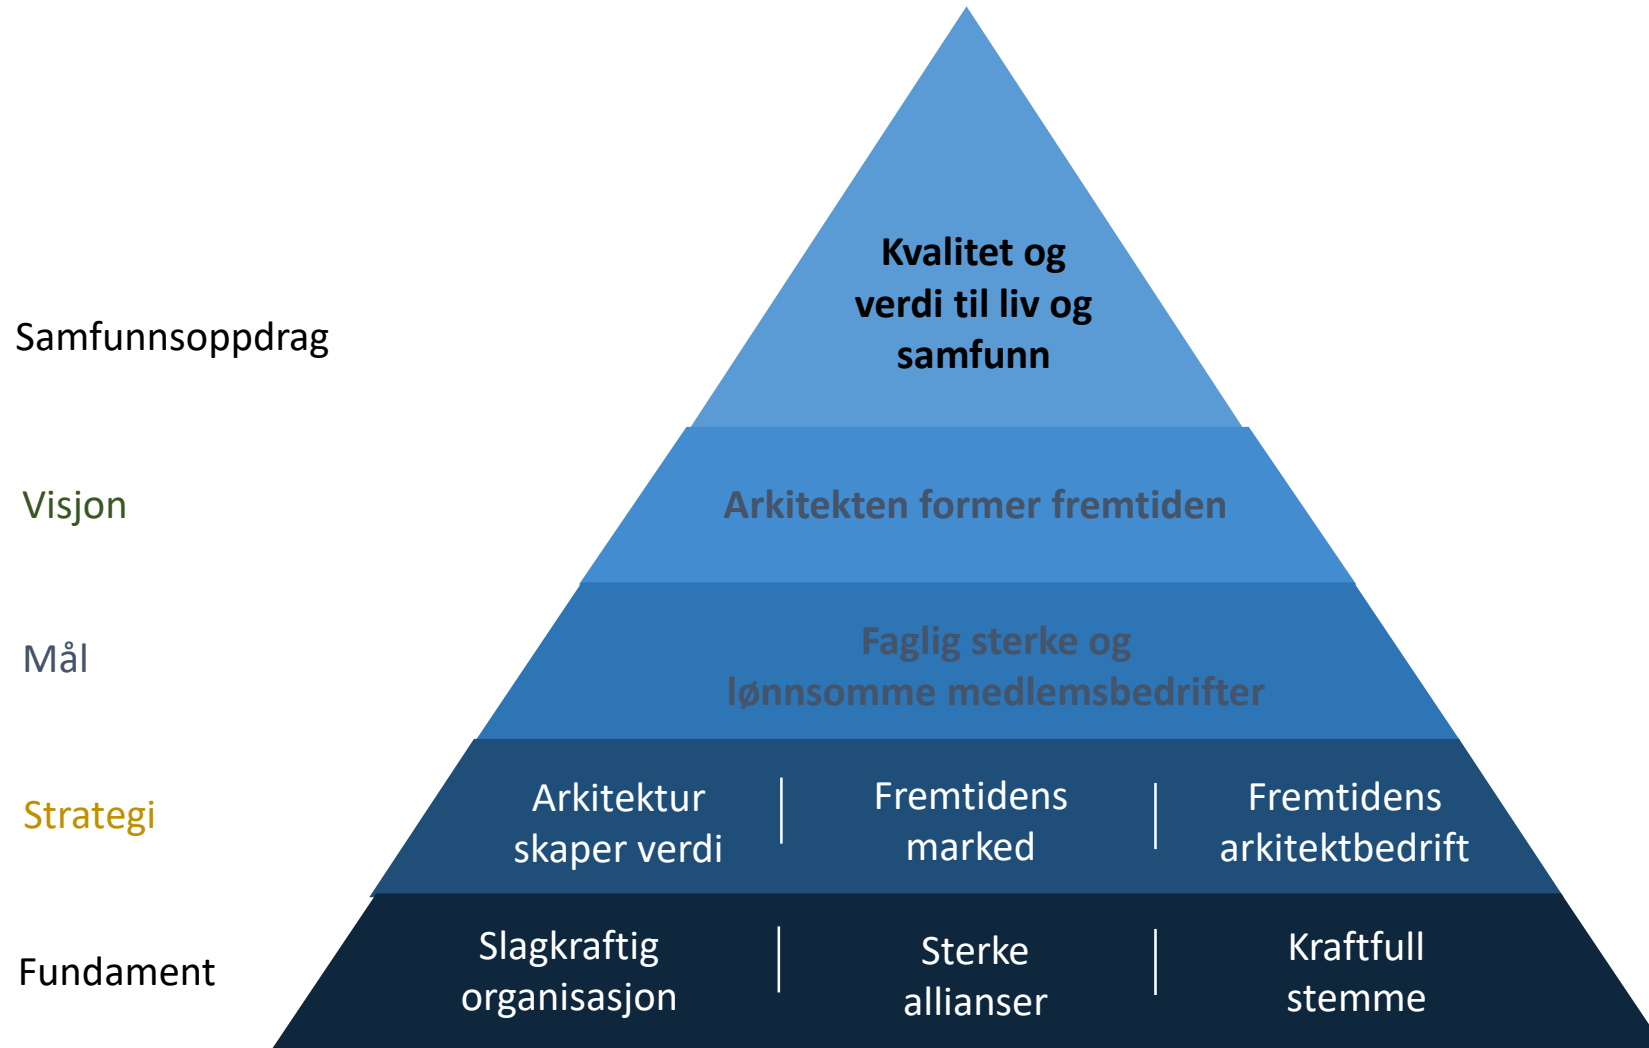 Samfunnsoppdrag
Kvalitet og
verdi til liv og
samfunn
Visjon
Arkitekten former fremtiden
Mål
Faglig sterke og
lønnsomme medlemsbedrifter
Strategi
Arkitektur
skaper verdi
Fremtidens
marked
Fremtidens
arkitektbedrift
Fundament
Slagkraftig
organisasjon
Sterke
allianser
Kraftfull
stemme